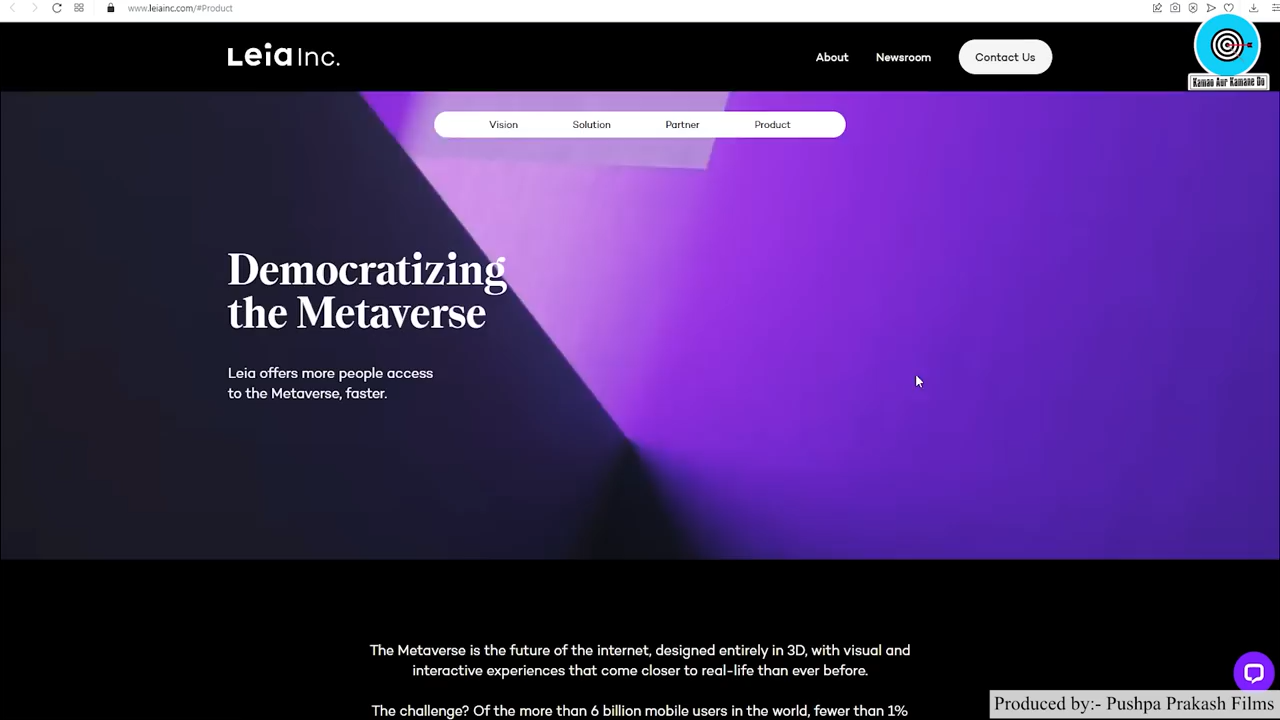 www.leiainc.com/#Product
Leia Inc.
About
Newsroom
Contact Us
Kamao Aur Kamane Do
Vision
Solution
Partner
Product
Democratizing
the Metaverse
Leia offers more people access
to the Metaverse, faster.
The Metaverse is the future of the internet, designed entirely in 3D, with visual and
interactive experiences that come closer to real-life than ever before.
The challenge? Of the more than 6 billion mobile users in the world, fewer than 1%
Produced by:- Pushpa Prakash Films